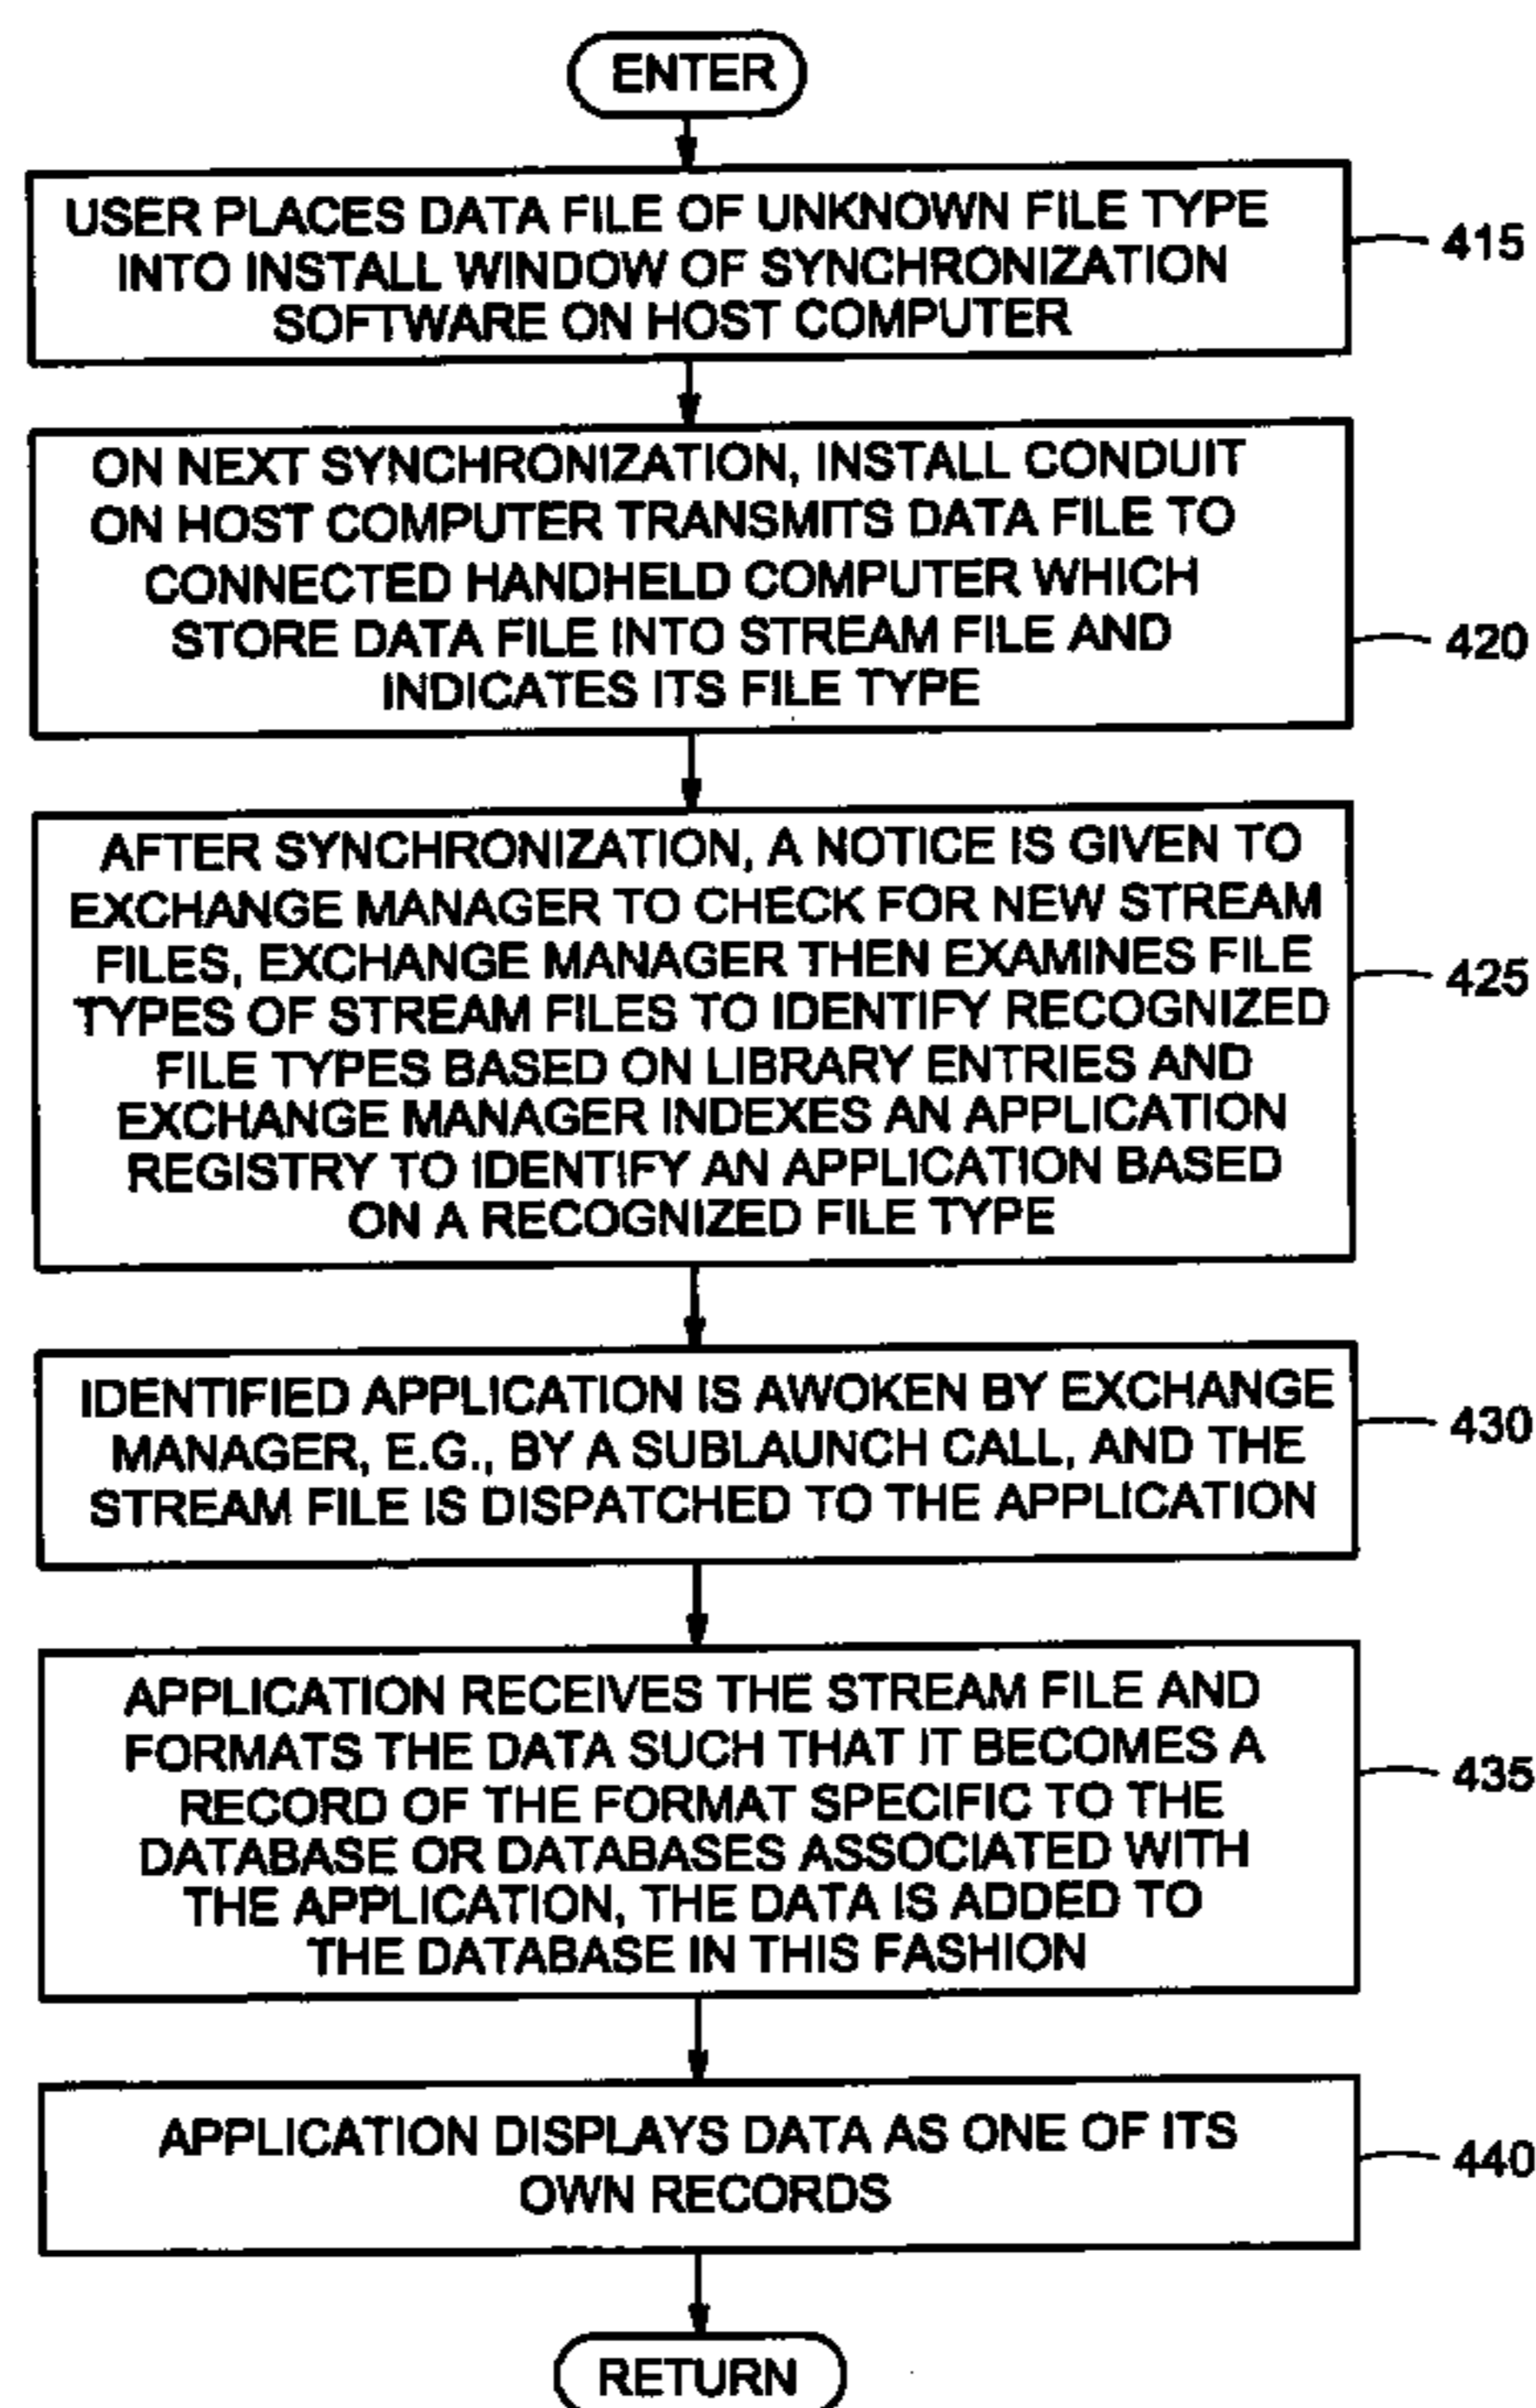 ENTER
USER PLACES DATA FILE OF UNKNOWN FILE TYPE
INTO INSTALL WINDOW OF SYNCHRONIZATION
SOFTWARE ON HOST COMPUTER
415
ON NEXT SYNCHRONIZATION, INSTALL CONDUIT
ON HOST COMPUTER TRANSMITS DATA FILE TO
CONNECTED HANDHELD COMPUTER WHICH
STORE DATA FILE INTO STREAM FILE AND
INDICATES ITS FILE TYPE
420
AFTER SYNCHRONIZATION, A NOTICE IS GIVEN TO
EXCHANGE MANAGER TO CHECK FOR NEW STREAM
FILES, EXCHANGE MANAGER THEN EXAMINES FILE
TYPES OF STREAM FILES TO IDENTIFY RECOGNIZED
FILE TYPES BASED ON LIBRARY ENTRIES AND
EXCHANGE MANAGER INDEXES AN APPLICATION
REGISTRY TO IDENTIFY AN APPLICATION BASED
ON A RECOGNIZED FILE TYPE
425
IDENTIFIED APPLICATION IS AWOKEN BY EXCHANGE
MANAGER, E.G., BY A SUBLAUNCH CALL, AND THE
STREAM FILE IS DISPATCHED TO THE APPLICATION
430
APPLICATION RECEIVES THE STREAM FILE AND
FORMATS THE DATA SUCH THAT IT BECOMES A
RECORD OF THE FORMAT SPECIFIC TO THE
DATABASE OR DATABASES ASSOCIATED WITH
THE APPLICATION, THE DATA IS ADDED TO
THE DATABASE IN THIS FASHION
435
APPLICATION DISPLAYS DATA AS ONE OF ITS
OWN RECORDS
440
RETURN